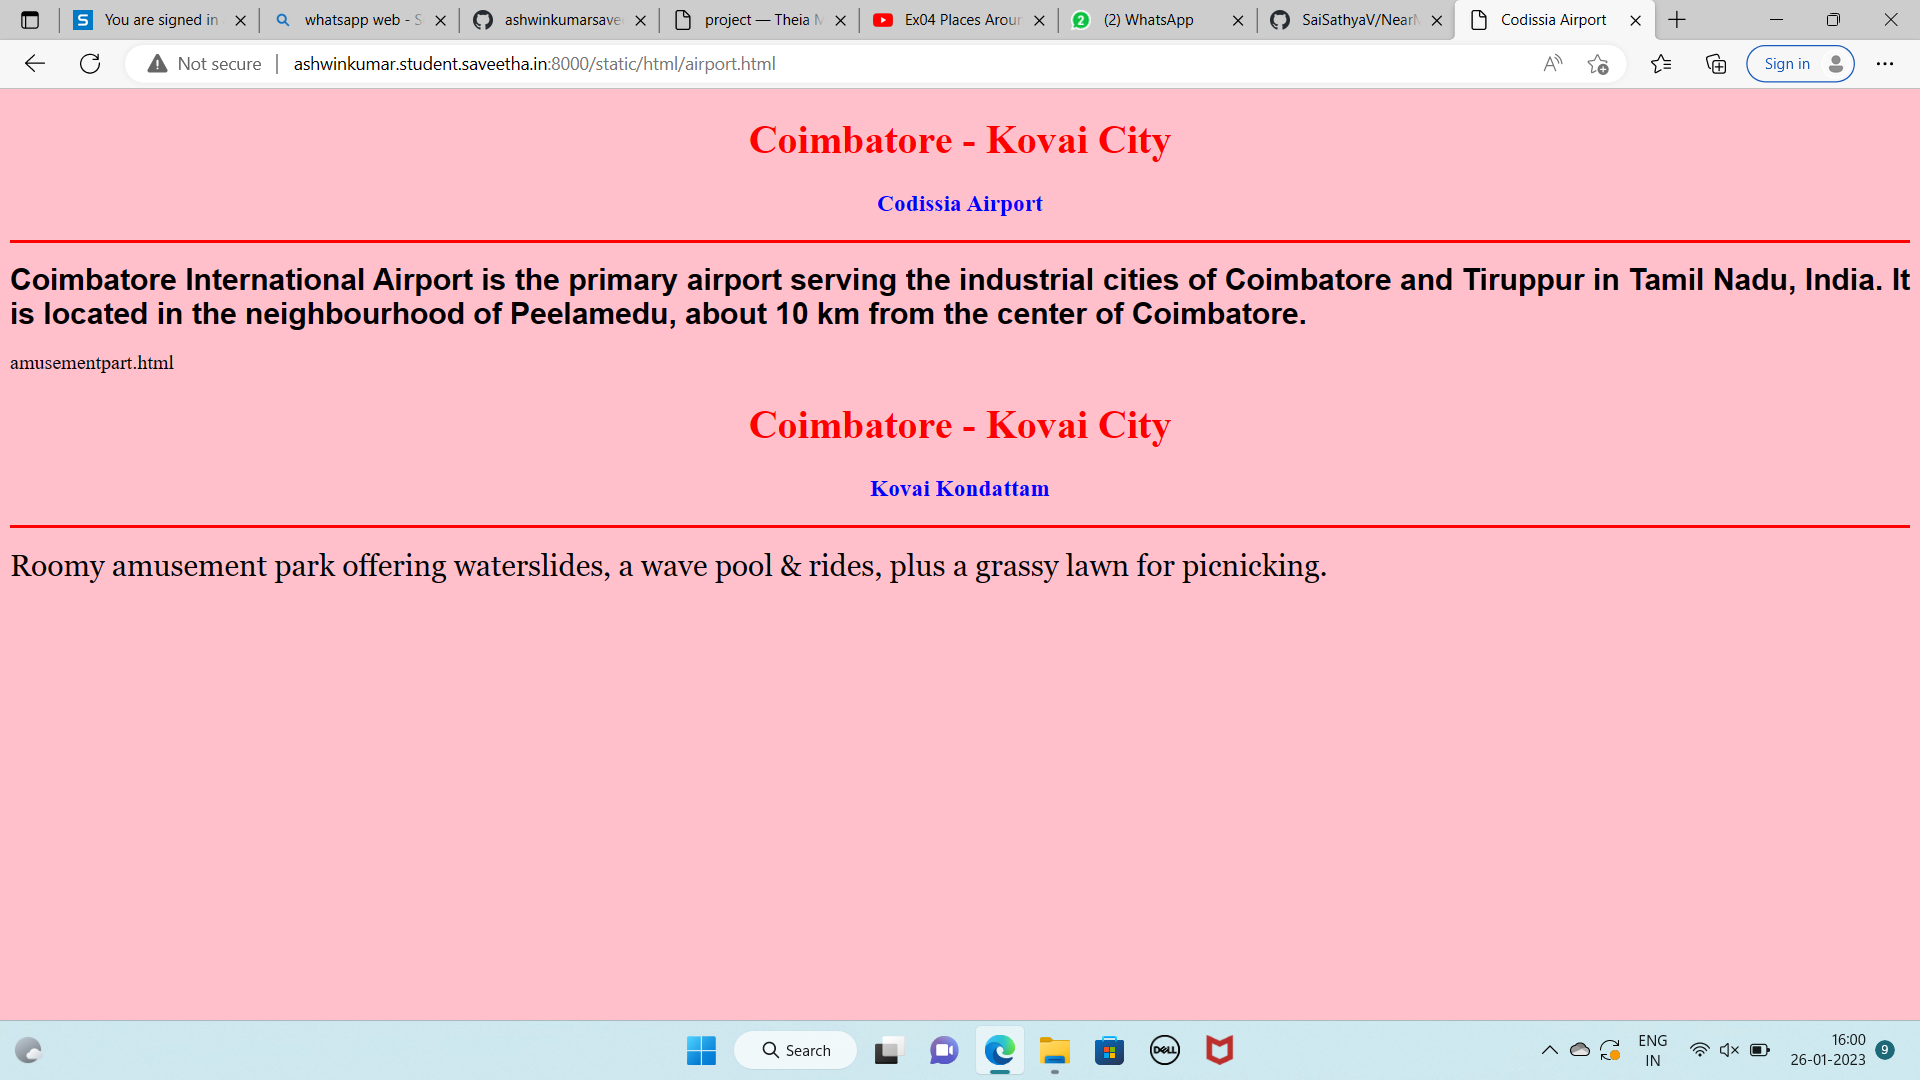 You are signed in
whatsapp web - S
ashwinkumarsave
project — Theia
Ex04 Places Aroun
(2) WhatsApp
SaiSathyaV/Near
Codissia Airport
Not secure
ashwinkumar.student.saveetha.in:8000/static/html/airport.html
Sign in
Coimbatore - Kovai City
Codissia Airport
Coimbatore International Airport is the primary airport serving the industrial cities of Coimbatore and Tiruppur in Tamil Nadu, India. It
is located in the neighbourhood of Peelamedu, about 10 km from the center of Coimbatore.
amusementpart.html
Coimbatore - Kovai City
Kovai Kondattam
Roomy amusement park offering waterslides, a wave pool & rides, plus a grassy lawn for picnicking.
Search
DELL
ENG
IN
16:00
26-01-2023
9